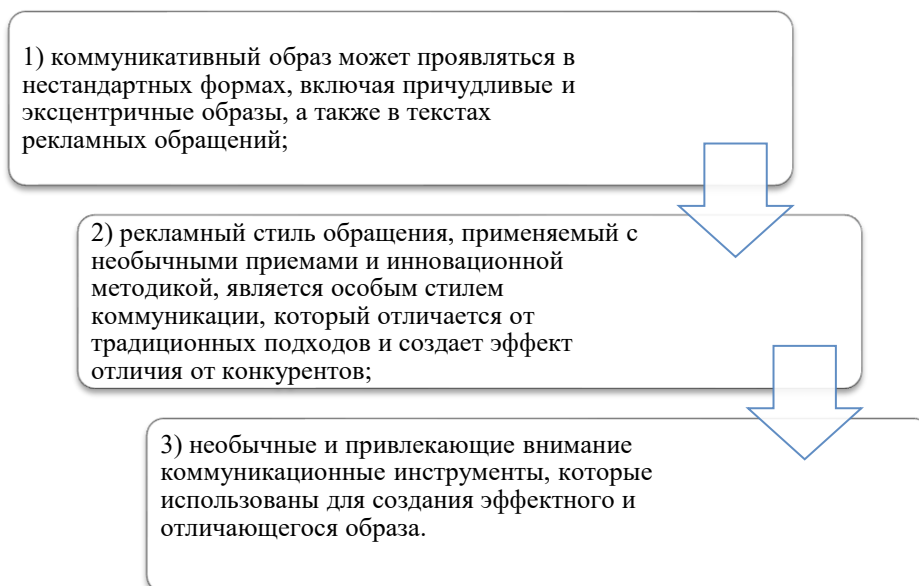 1) коммуникативный образ может проявляться в
нестандартных формах, включая причудливые и
эксцентричные образы, а также в текстах
рекламных обращений;
2) рекламный стиль обращения, применяемый с
необычными приемами и инновационной
методикой, является особым стилем
коммуникации, который отличается от
традиционных подходов и создает эффект
отличия от конкурентов;
3) необычные и привлекающие внимание
коммуникационные инструменты, которые
использованы для создания эффектного и
отличающегося образа.